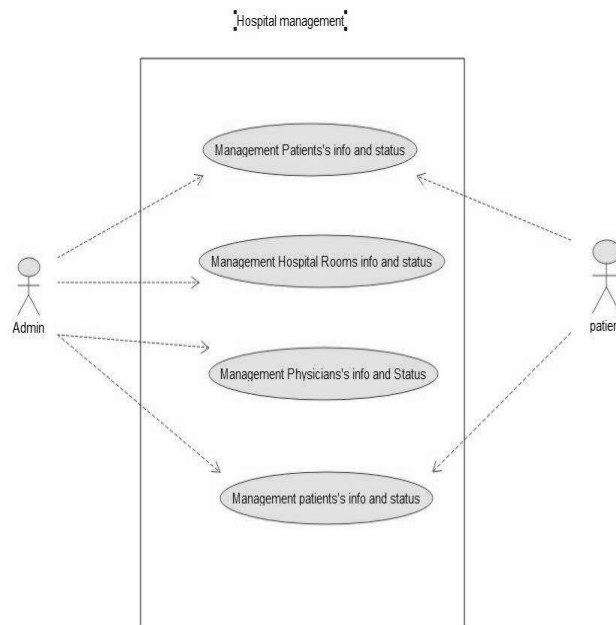 Hospital management
Management Patients's info and status
Management Hospital Rooms info and status
Admin
patien
Management Physicians's info and Status
Management patients's info and status